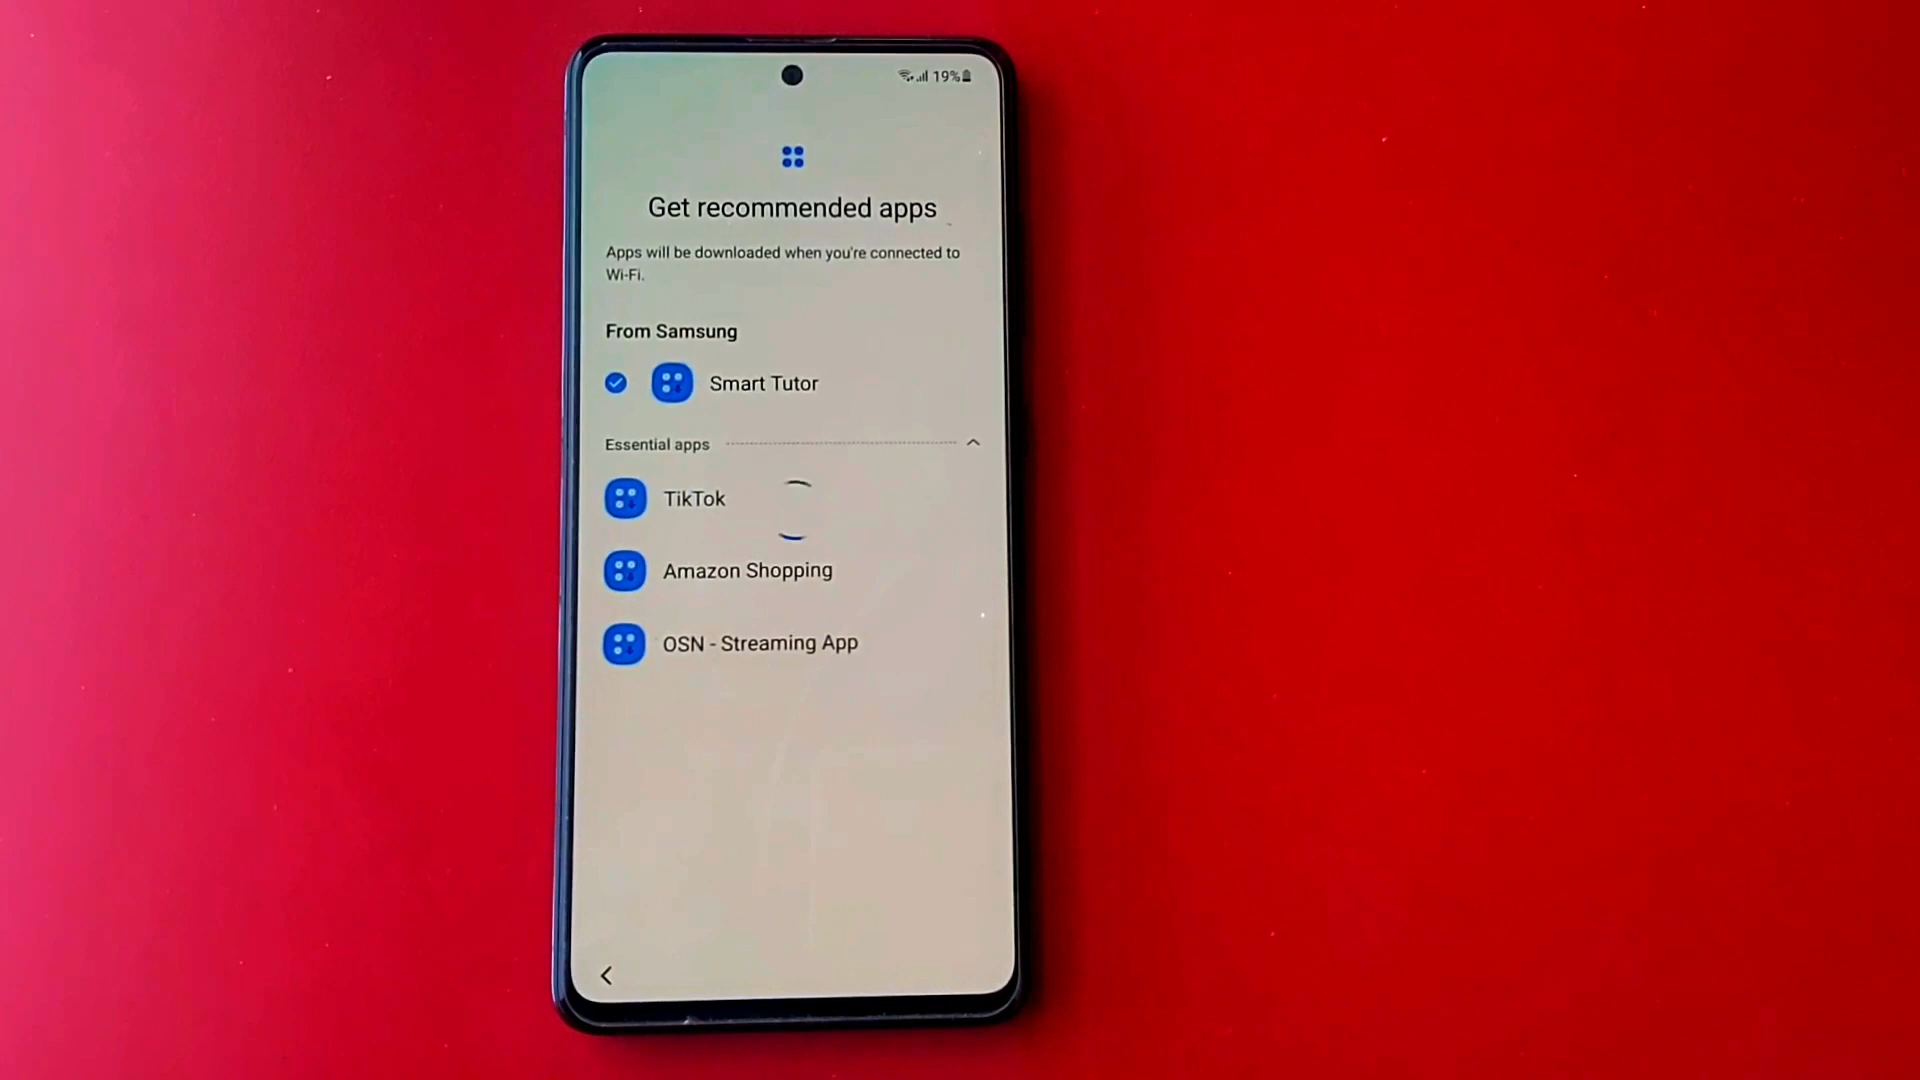 19%
Get recommended apps
Apps will be downloaded when you're connected to
Wi-Fi.
From Samsung
Smart Tutor
Essential apps
TikTok
Amazon Shopping
OSN - Streaming App